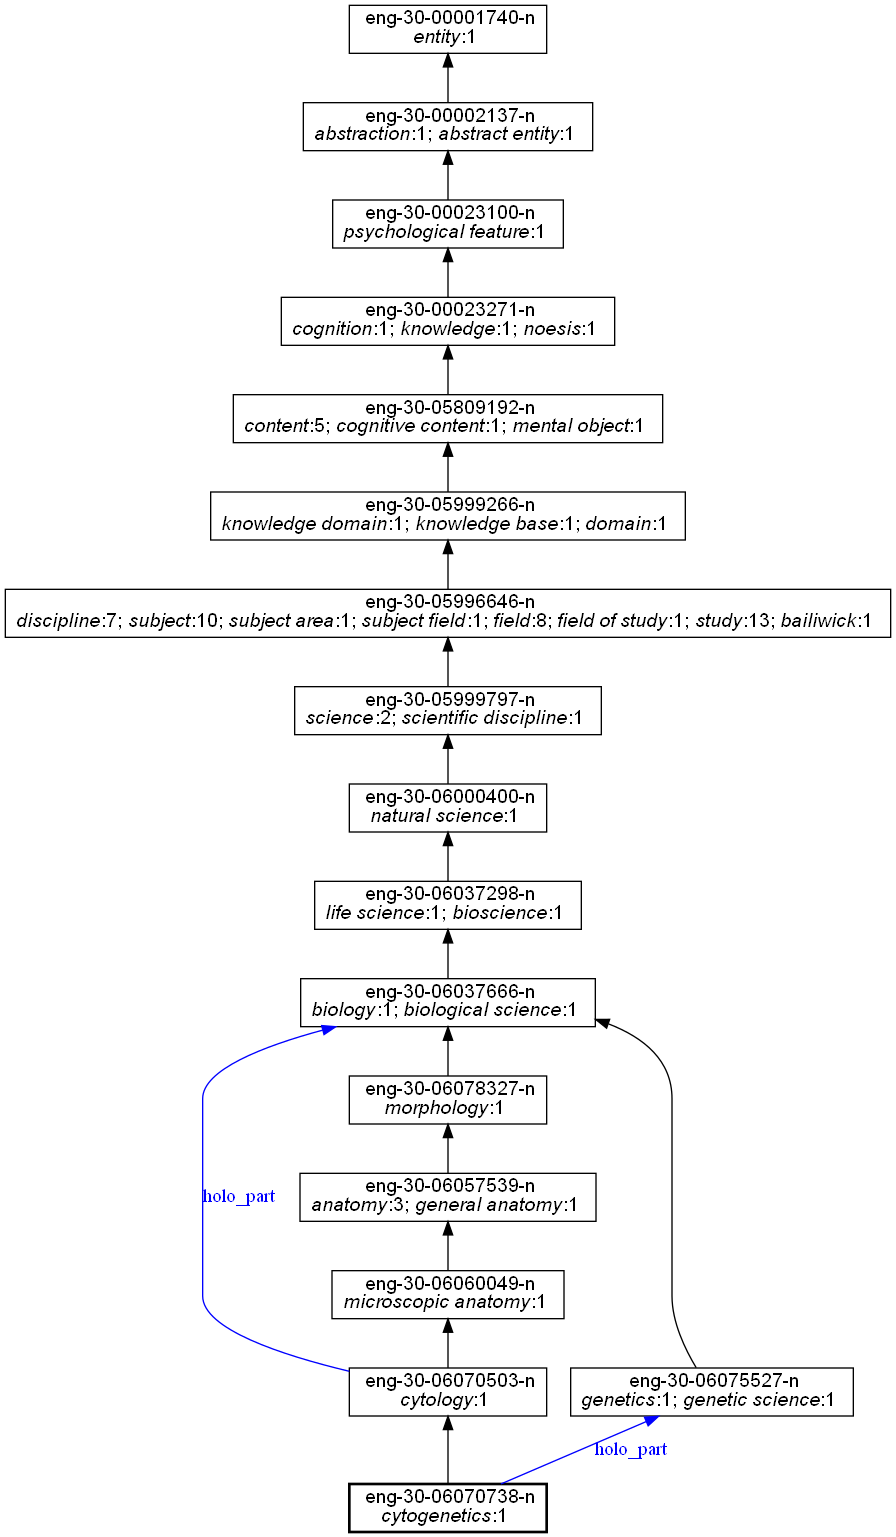 eng-30-00001740-n
entity:1
eng-30-00002137-n
abstraction:1; abstract entity:1
eng-30-00023100-n
psychological feature:1
eng-30-00023271-n
cognition:1; knowledge:1; noesis:1
eng-30-05809192-n
content:5; cognitive content:1; mental object:1
eng-30-05999266-n
knowledge domain:1; knowledge base:1; domain:1
eng-30-05996646-n
discipline:7; subject:10; subject area:1; subject field:1; field:8; field of study:1; study:13; bailiwick:1
eng-30-05999797-n
science:2; scientific discipline:1
eng-30-06000400-n
natural science:1
eng-30-06037298-n
life science:1; bioscience:1
eng-30-06037666-n
biology:1; biological science:1
eng-30-06078327-n
morphology:1
eng-30-06057539-n
anatomy:3; general anatomy:1
holo_part
eng-30-06060049-n
microscopic anatomy:1
eng-30-06070503-n
cytology:1
eng-30-06075527-n
genetics:1; genetic science:1
holo_part
eng-30-06070738-n
cytogenetics:1